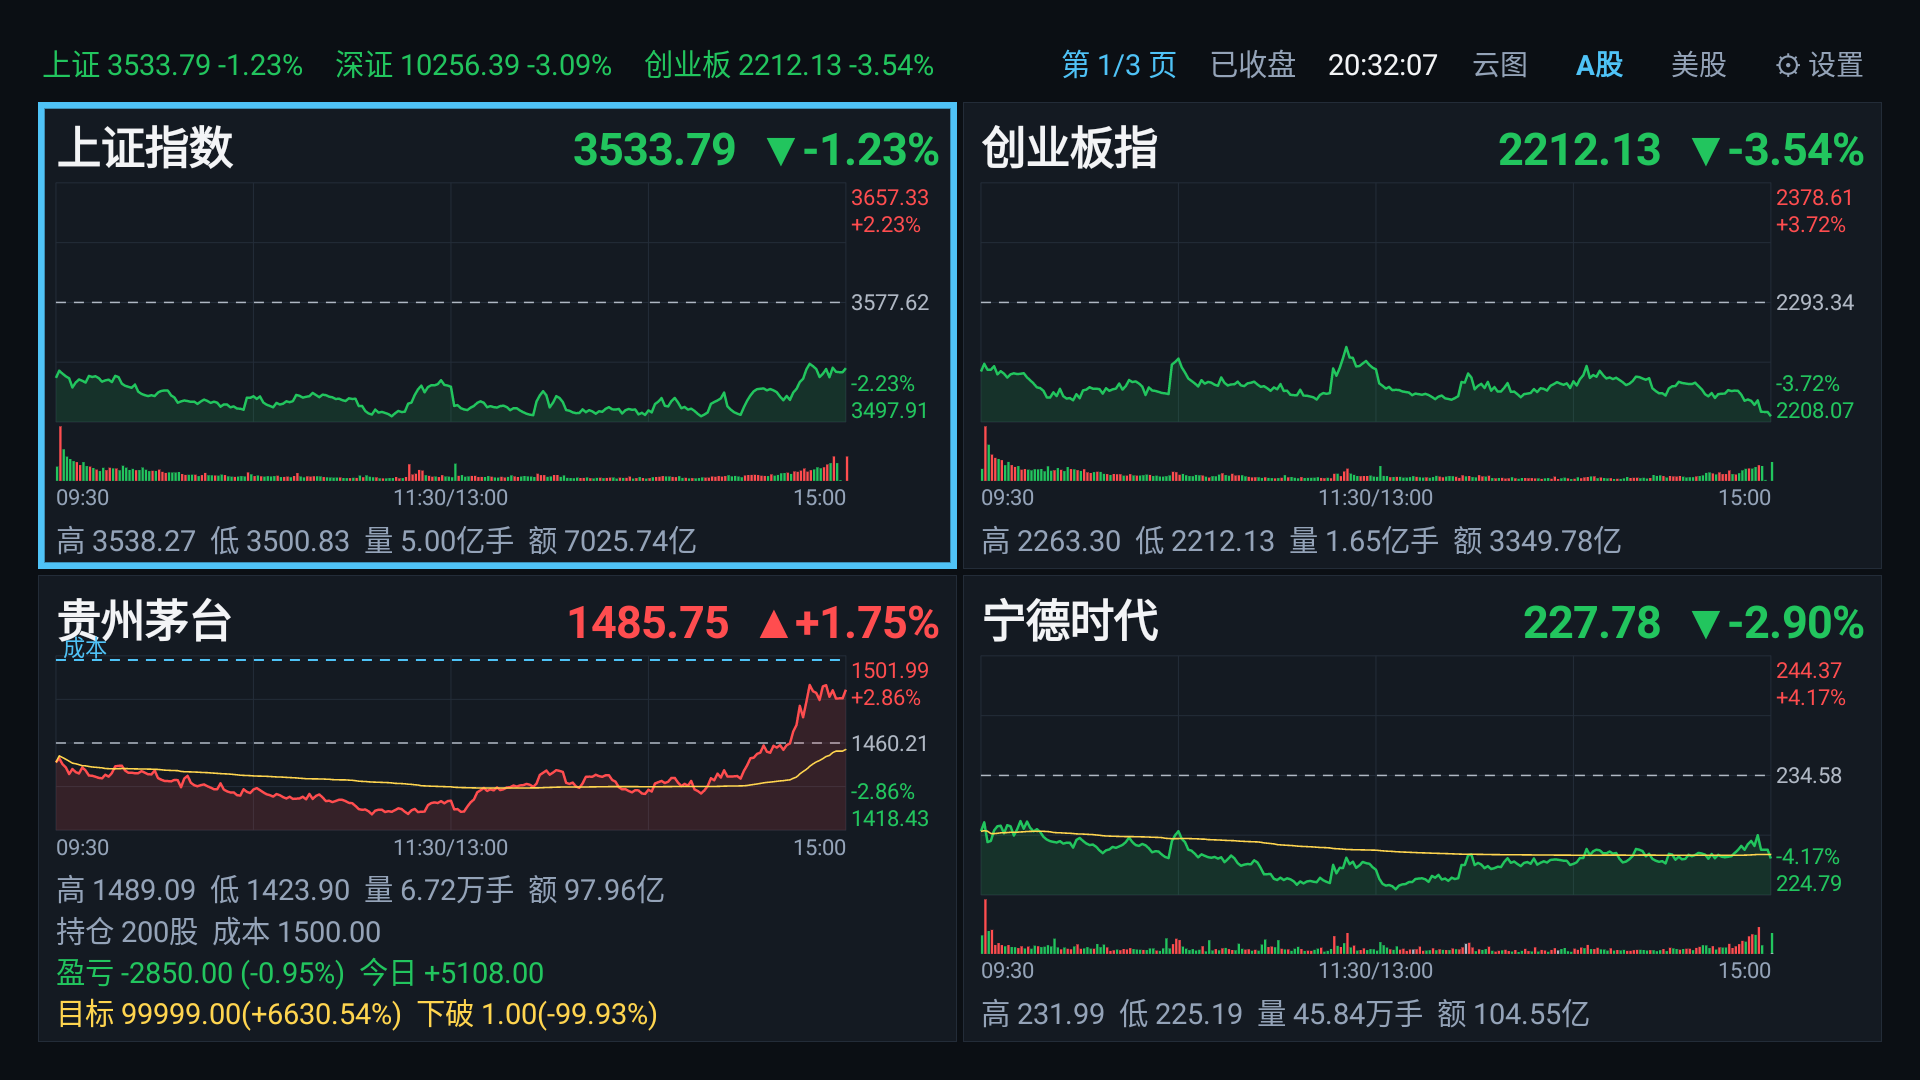 上证 3533.79 -1.23% 深证 10256.39 -3.09% 创业板 2212.13 -3.54% 第 1/3 页 已收盘 20:32:07 云图 A股 美股 设置
上证指数 3533.79 ▼-1.23%
3657.33
+2.23%
3577.62
-2.23%
3497.91
09:30 11:30/13:00 15:00
高 3538.27 低 3500.83 量 5.00亿手 额 7025.74亿
创业板指 2212.13 ▼-3.54%
2378.61
+3.72%
2293.34
-3.72%
2208.07
09:30 11:30/13:00 15:00
高 2263.30 低 2212.13 量 1.65亿手 额 3349.78亿
贵州茅台 1485.75 ▲+1.75%
成本
1501.99
+2.86%
1460.21
-2.86%
1418.43
09:30 11:30/13:00 15:00
高 1489.09 低 1423.90 量 6.72万手 额 97.96亿
持仓 200股 成本 1500.00
盈亏 -2850.00 (-0.95%) 今日 +5108.00
目标 99999.00(+6630.54%) 下破 1.00(-99.93%)
宁德时代 227.78 ▼-2.90%
244.37
+4.17%
234.58
-4.17%
224.79
09:30 11:30/13:00 15:00
高 231.99 低 225.19 量 45.84万手 额 104.55亿